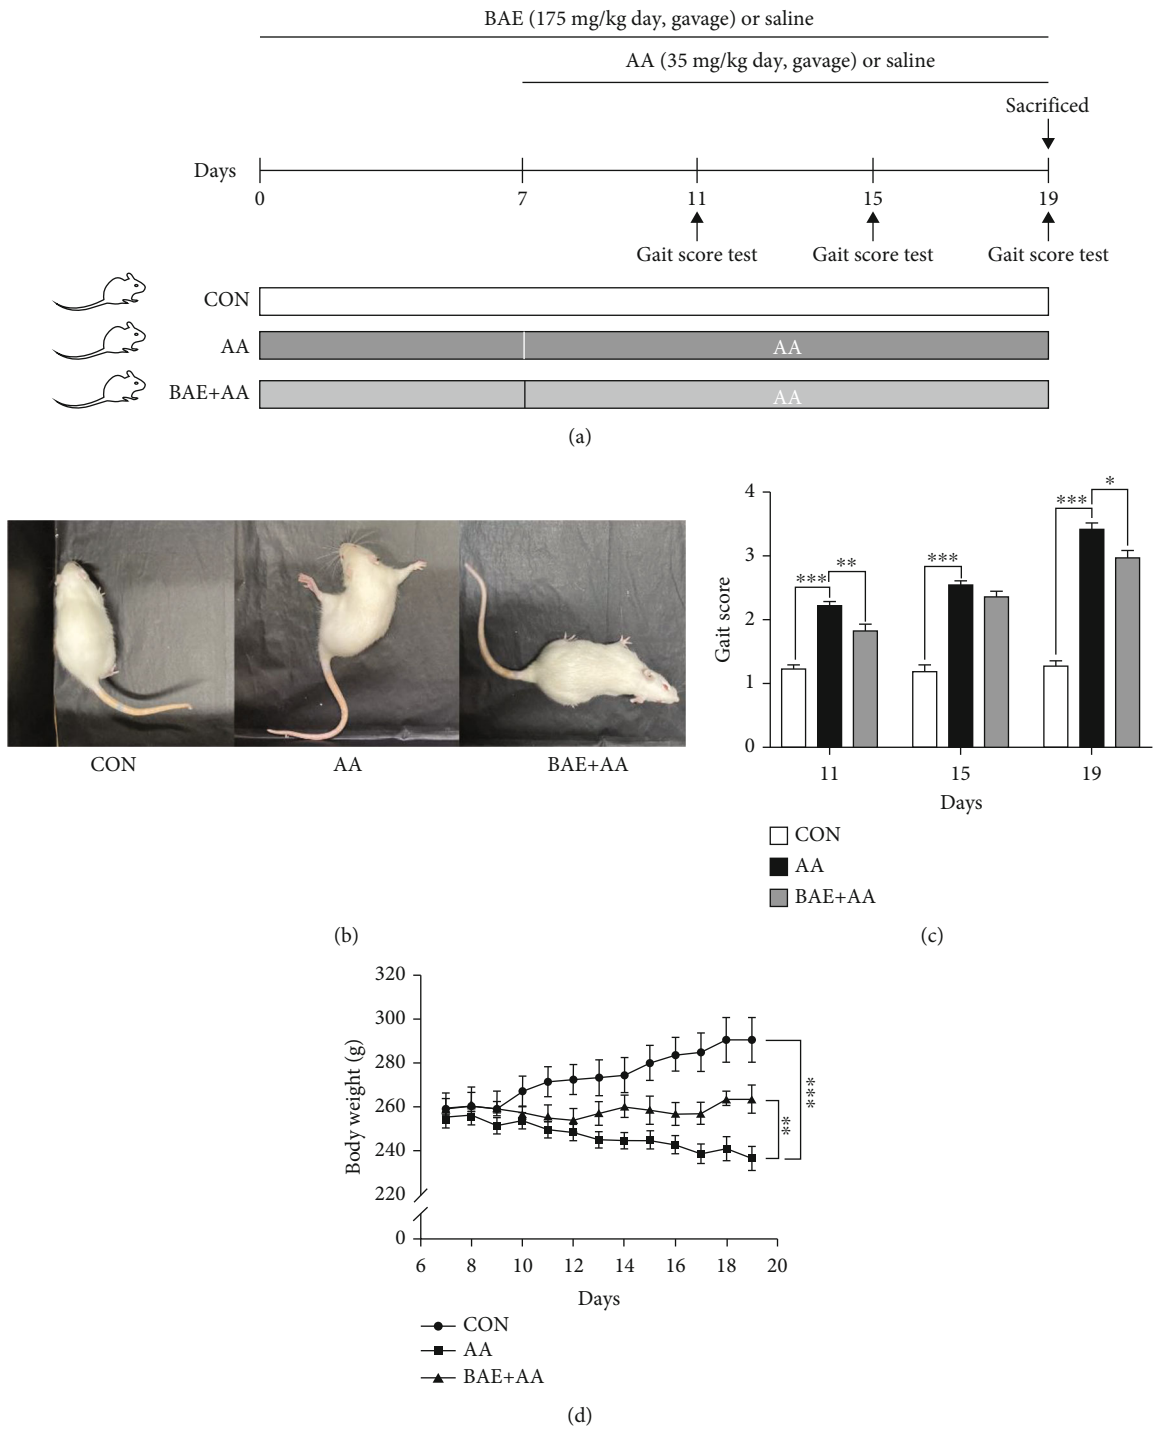 BAE (175 mg/kg day, gavage) or saline
AA (35 mg/kg day, gavage) or saline
Sacrificed
Days
0 7 11 15 19
Gait score test Gait score test Gait score test
CON
AA AA
BAE+AA AA
(a)
CON AA BAE+AA
(b)
Gait score
4
3
2
1
0
*** **
***
*** *
11 15 19
Days
CON
AA
BAE+AA
(c)
Body weight (g)
320
300
280
260
240
220
0
***
**
6 8 10 12 14 16 18 20
Days
CON
AA
BAE+AA
(d)